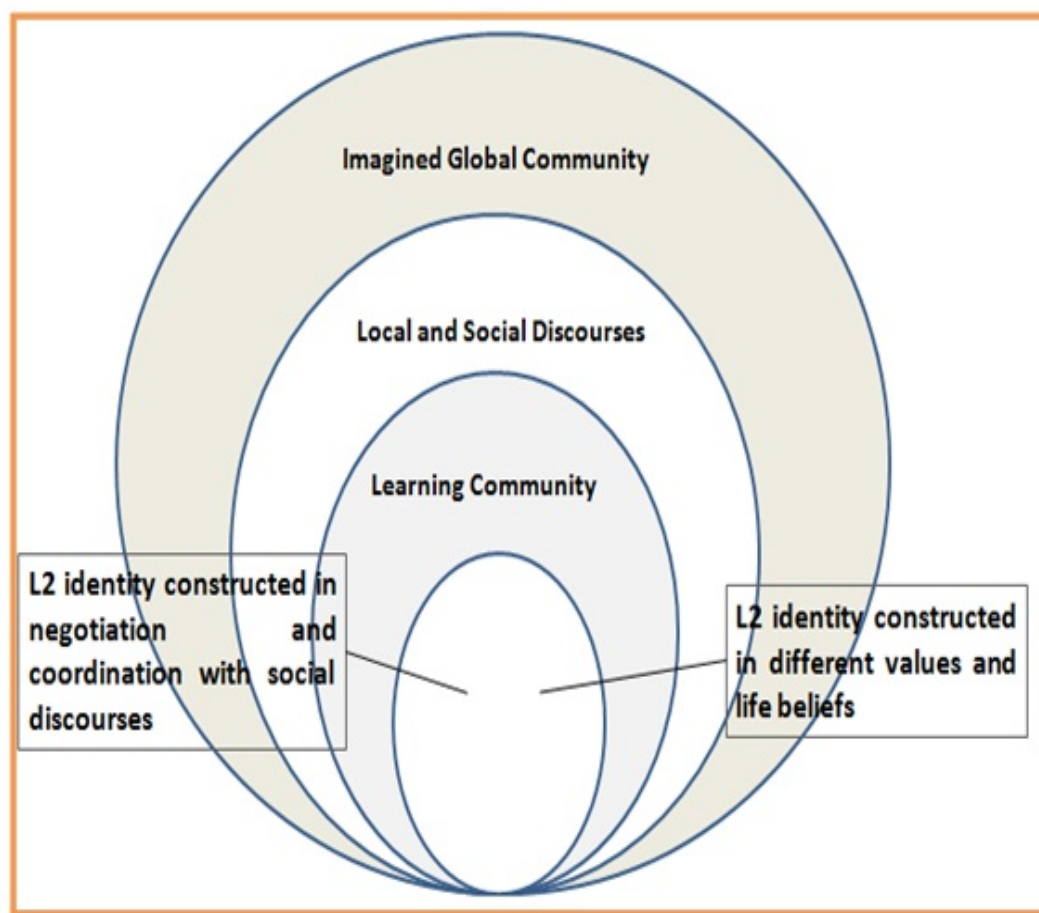 Imagined Global Community
Local and Social Discourses
Learning Community
L2 identity constructed in
negotiation and
coordination with social
discourses
L2 identity constructed
in different values and
life beliefs